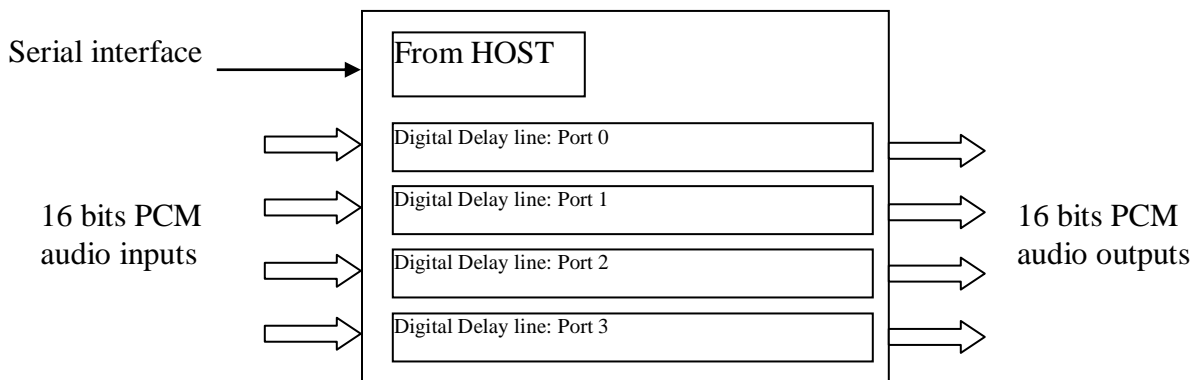 From HOST
Serial interface
Digital Delay line: Port 0
Digital Delay line: Port 1
16 bits PCM
audio inputs
16 bits PCM
audio outputs
Digital Delay line: Port 2
Digital Delay line: Port 3